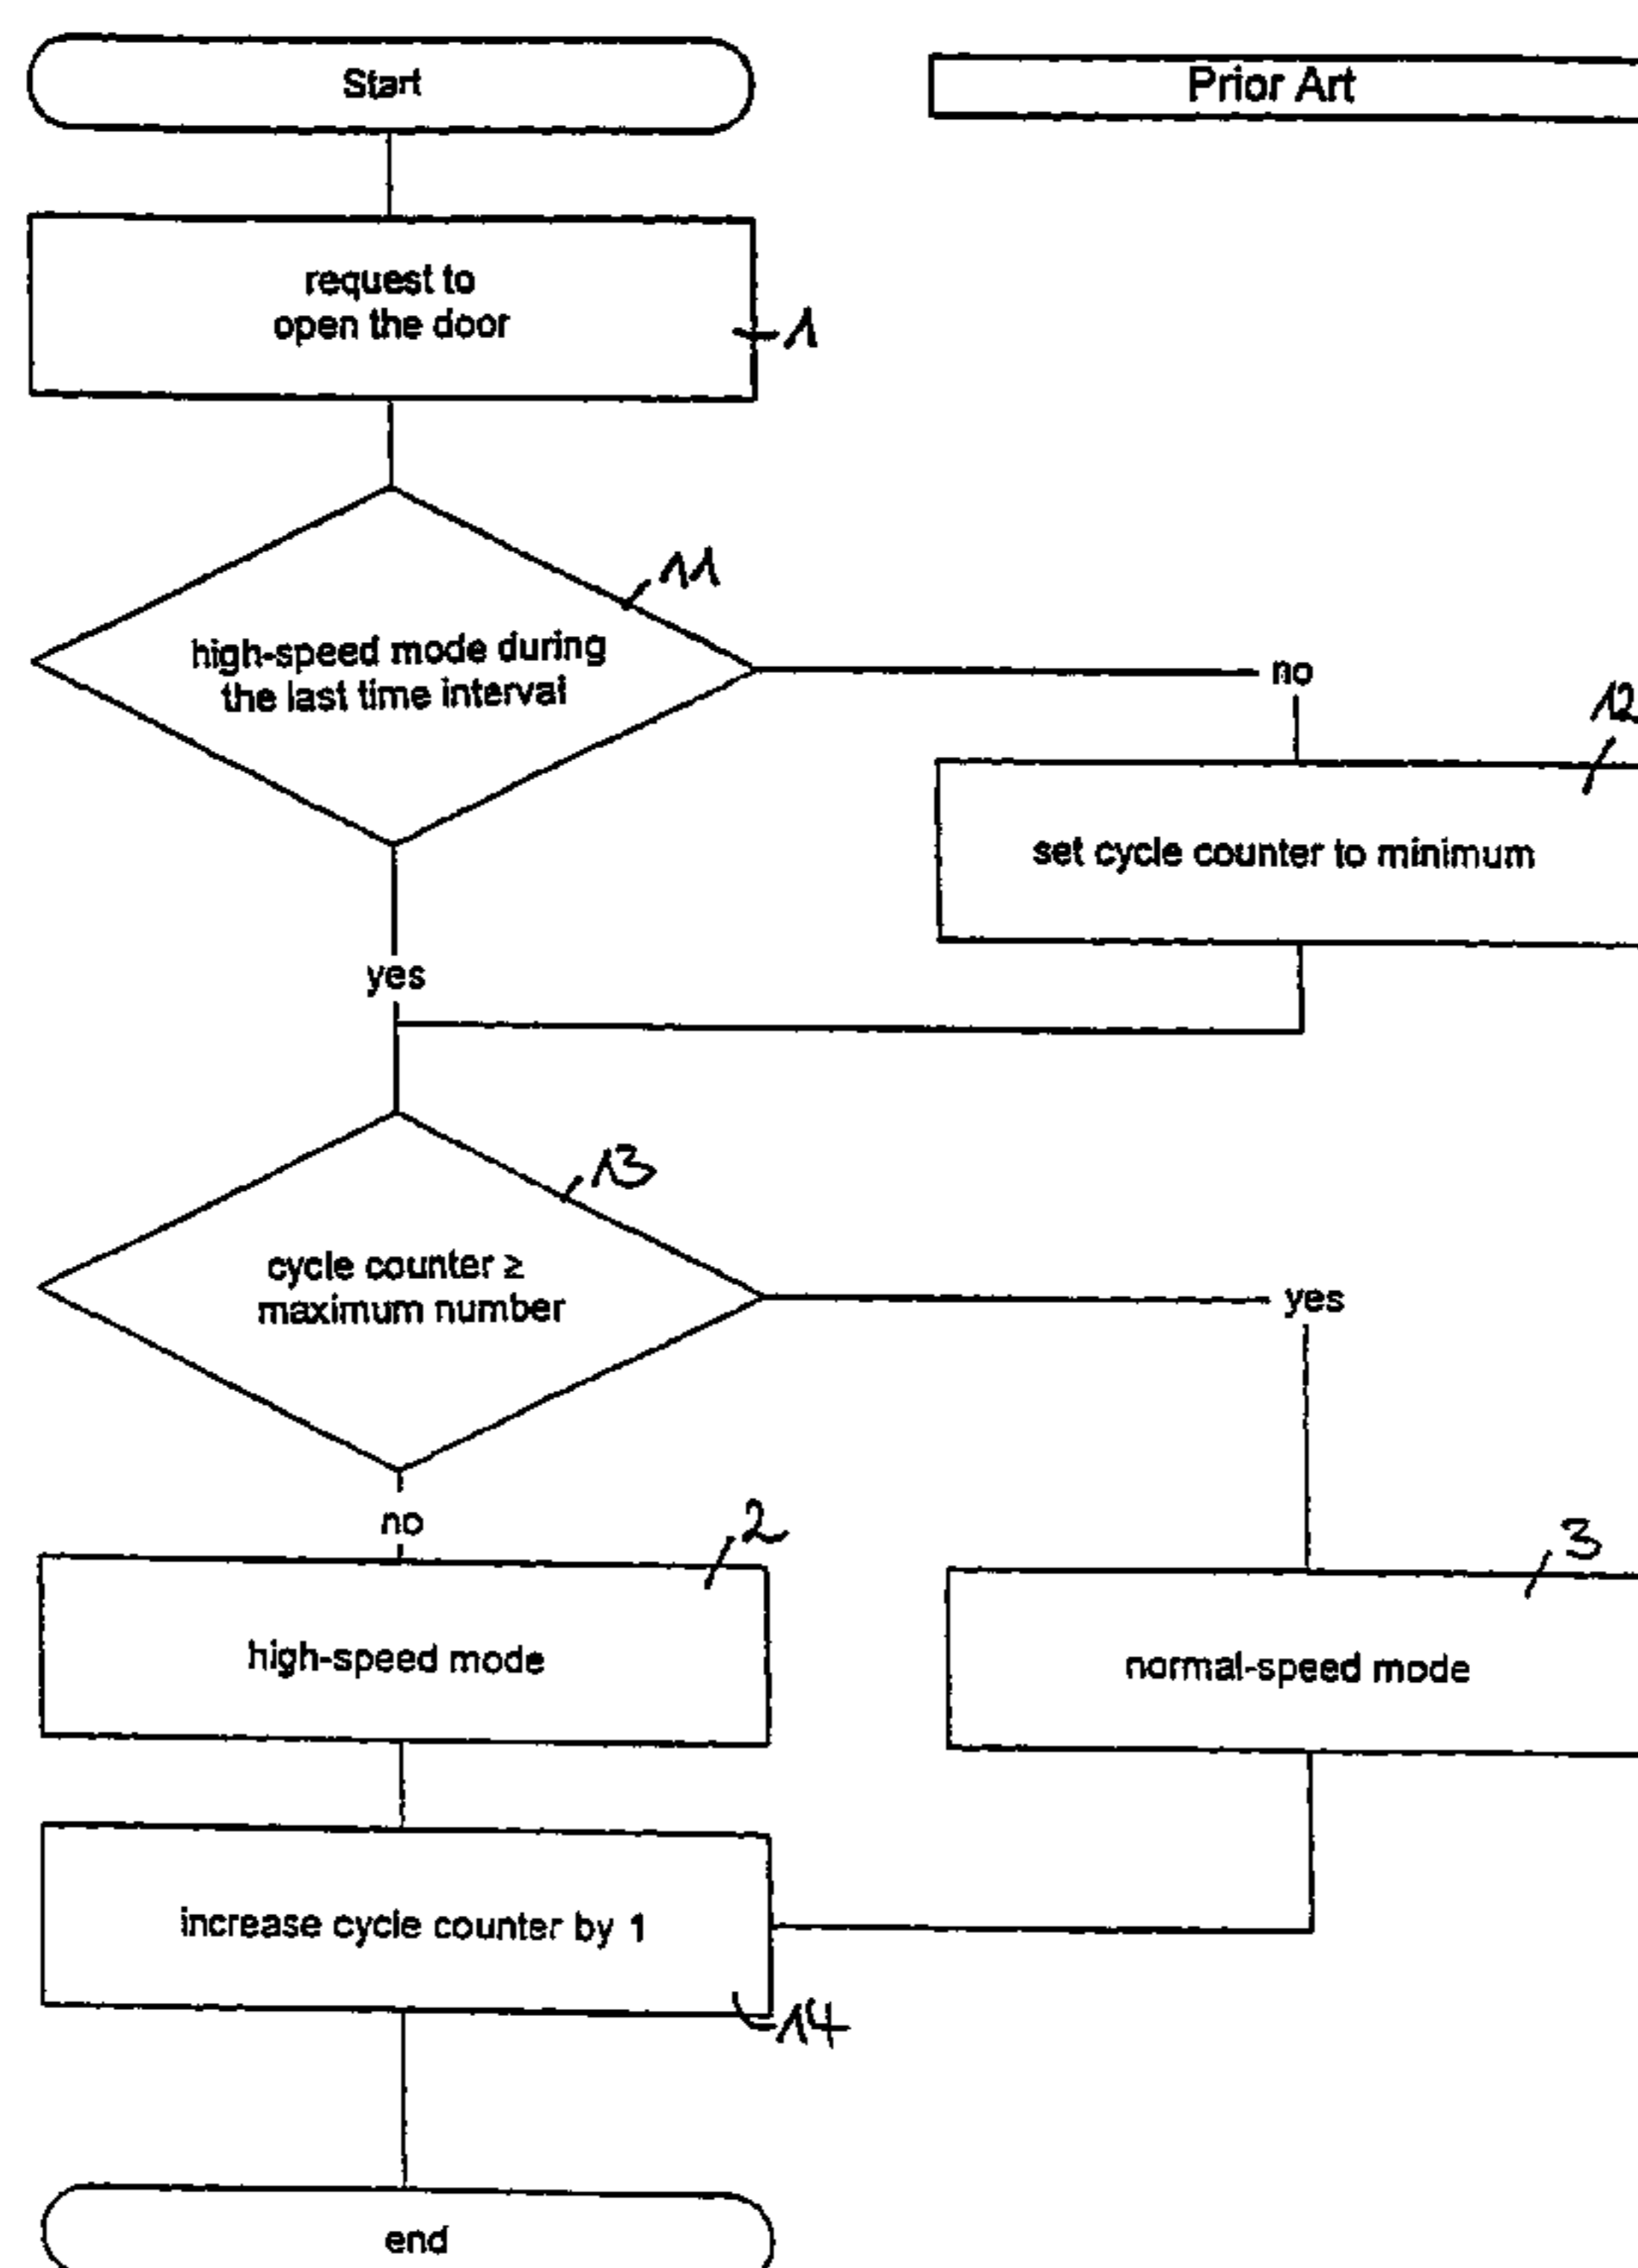 Start
Prior Art
request to
open the door
1
11
high-speed mode during
the last time interval
no
12
set cycle counter to minimum
yes
13
cycle counter ≥
maximum number
yes
no
2
3
high-speed mode
normal-speed mode
increase cycle counter by 1
14
end